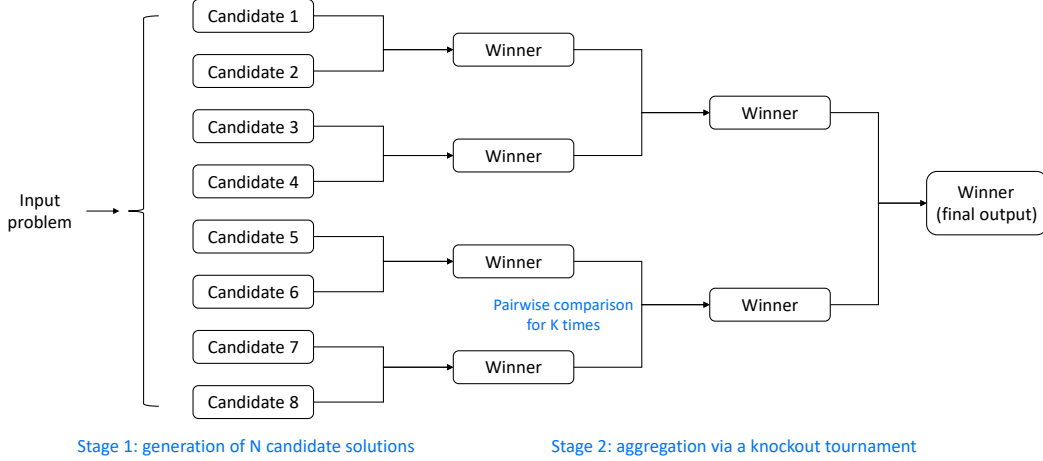 Input
problem
Candidate 1
Candidate 2
Candidate 3
Candidate 4
Candidate 5
Candidate 6
Candidate 7
Candidate 8
Winner
Winner
Winner
Winner
Pairwise comparison
for K times
Winner
Winner
Winner
(final output)
Stage 1: generation of N candidate solutions
Stage 2: aggregation via a knockout tournament